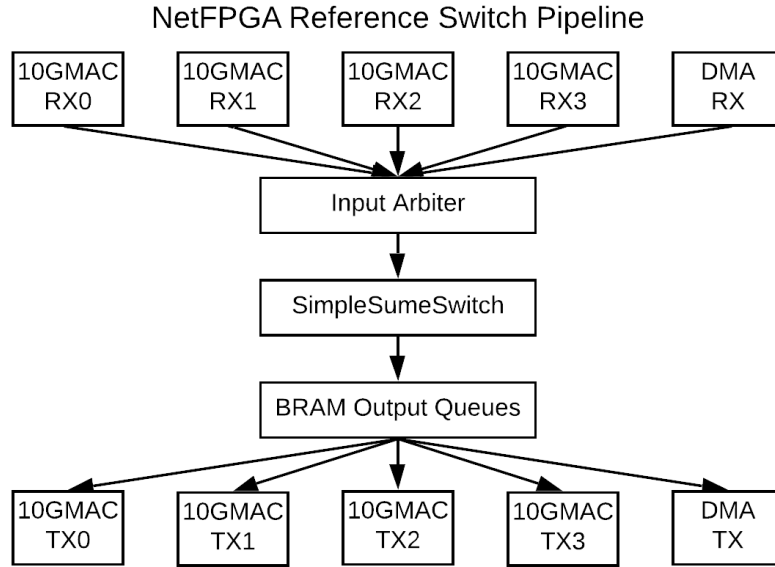 NetFPGA Reference Switch Pipeline
10GMAC RX0
10GMAC RX1
10GMAC RX2
10GMAC RX3
DMA RX
Input Arbiter
SimpleSumeSwitch
BRAM Output Queues
10GMAC TX0
10GMAC TX1
10GMAC TX2
10GMAC TX3
DMA TX